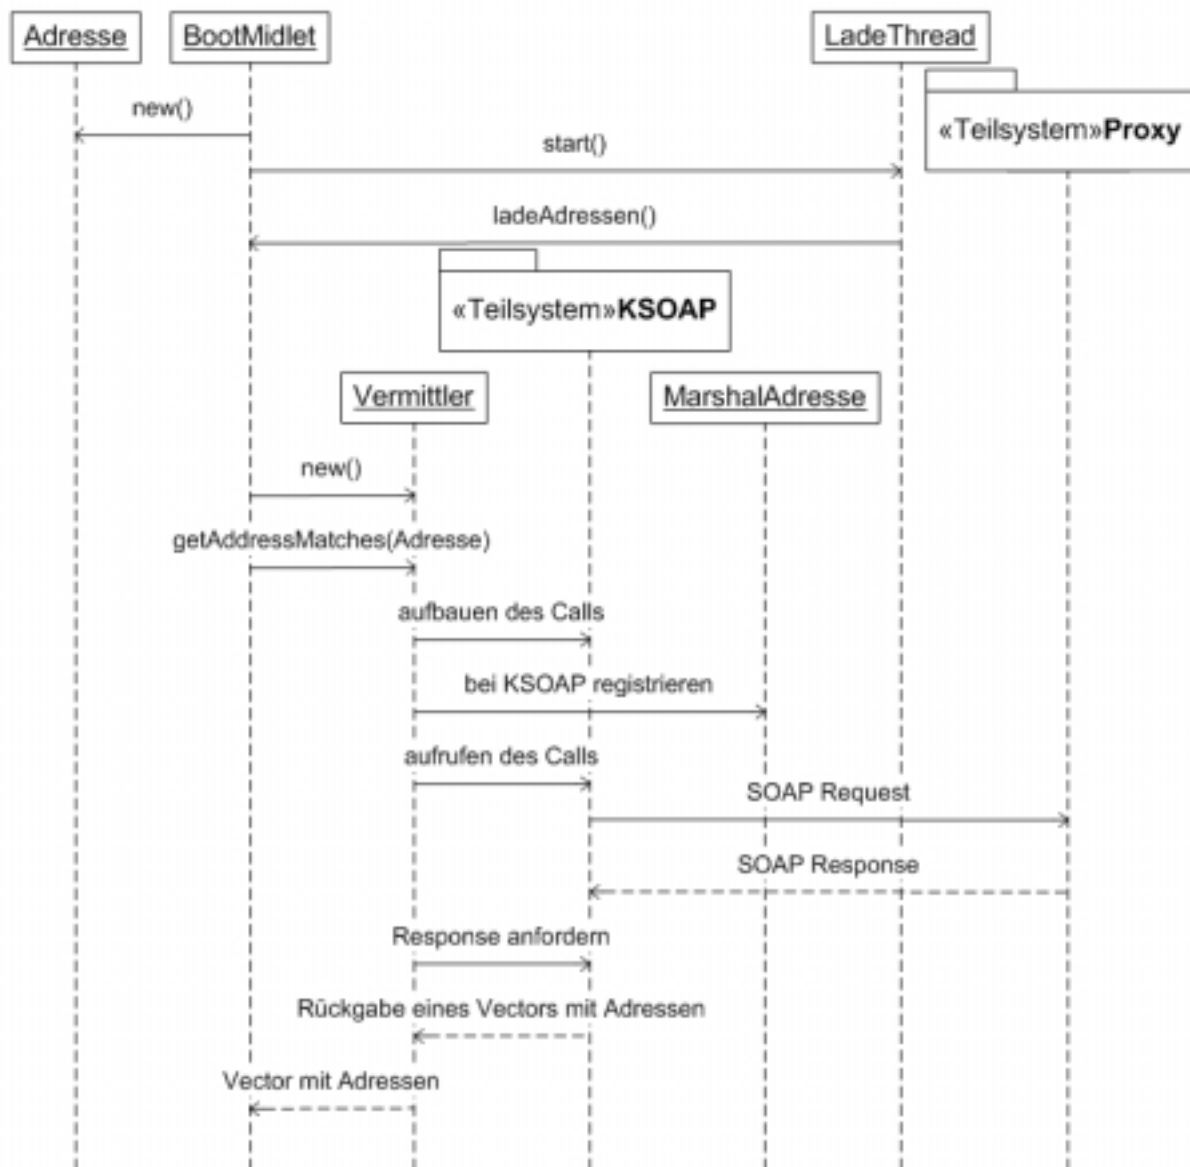 Adresse
BootMidlet
LadeThread
new()
«Teilsystem»Proxy
start()
ladeAdressen()
«Teilsystem»KSOAP
Vermittler
MarshalAdresse
new()
getAddressMatches(Adresse)
aufbauen des Calls
bei KSOAP registrieren
aufrufen des Calls
SOAP Request
SOAP Response
Response anfordern
Rückgabe eines Vectors mit Adressen
Vector mit Adressen